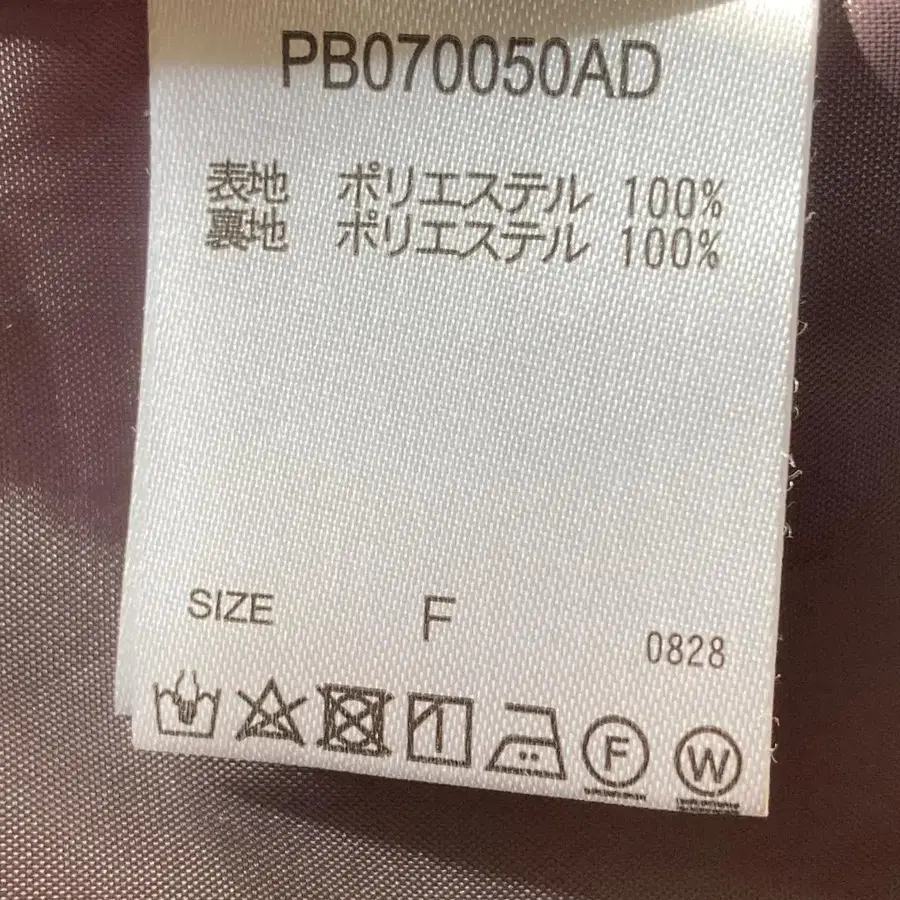 PB070050AD
表地 ポリエステル 100%
裏地 ポリエステル 100%
SIZE F
0828
F W